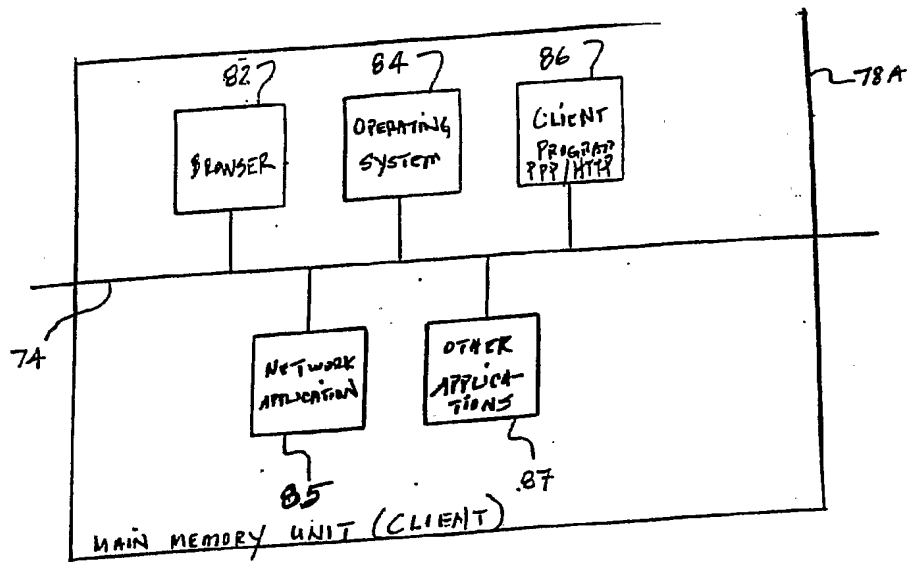 82
84
86
78A
BROWSER
OPERATING
SYSTEM
CLIENT
PROGRAM
PPP/HTTP
74
NETWORK
APPLICATION
OTHER
APPLICA-
TIONS
85
87
MAIN MEMORY UNIT (CLIENT)